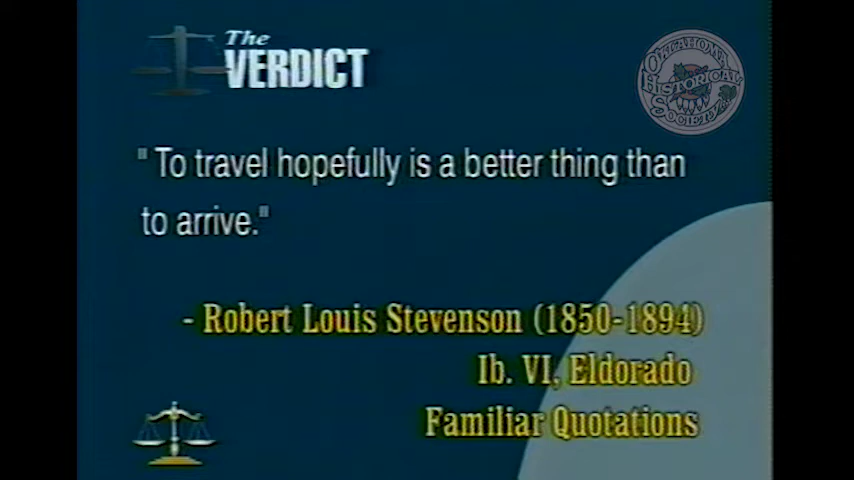 The
VERDICT
OKLAHOMA
HISTORICAL
SOCIETY
" To travel hopefully is a better thing than
to arrive."
- Robert Louis Stevenson (1850-1894)
Ib. VI, Eldorado
Familiar Quotations